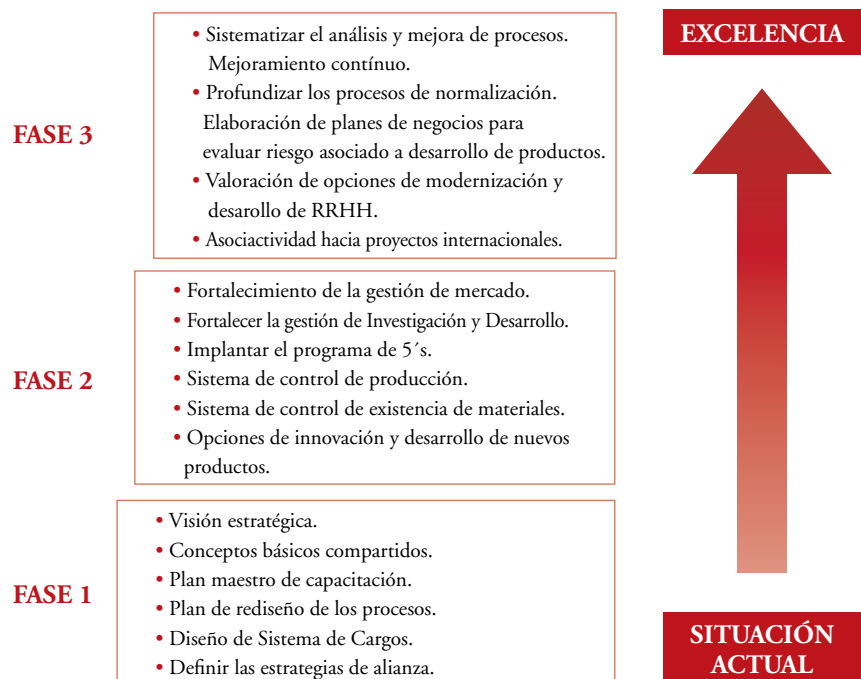 EXCELENCIA
FASE 3
• Sistematizar el análisis y mejora de procesos.
Mejoramiento contínuo.
• Profundizar los procesos de normalización.
Elaboración de planes de negocios para
evaluar riesgo asociado a desarrollo de productos.
• Valoración de opciones de modernización y
desarollo de RRHH.
• Asociactividad hacia proyectos internacionales.
FASE 2
• Fortalecimiento de la gestión de mercado.
• Fortalecer la gestión de Investigación y Desarrollo.
• Implantar el programa de 5´s.
• Sistema de control de producción.
• Sistema de control de existencia de materiales.
• Opciones de innovación y desarrollo de nuevos
productos.
FASE 1
• Visión estratégica.
• Conceptos básicos compartidos.
• Plan maestro de capacitación.
• Plan de rediseño de los procesos.
• Diseño de Sistema de Cargos.
• Definir las estrategias de alianza.
SITUACIÓN
ACTUAL